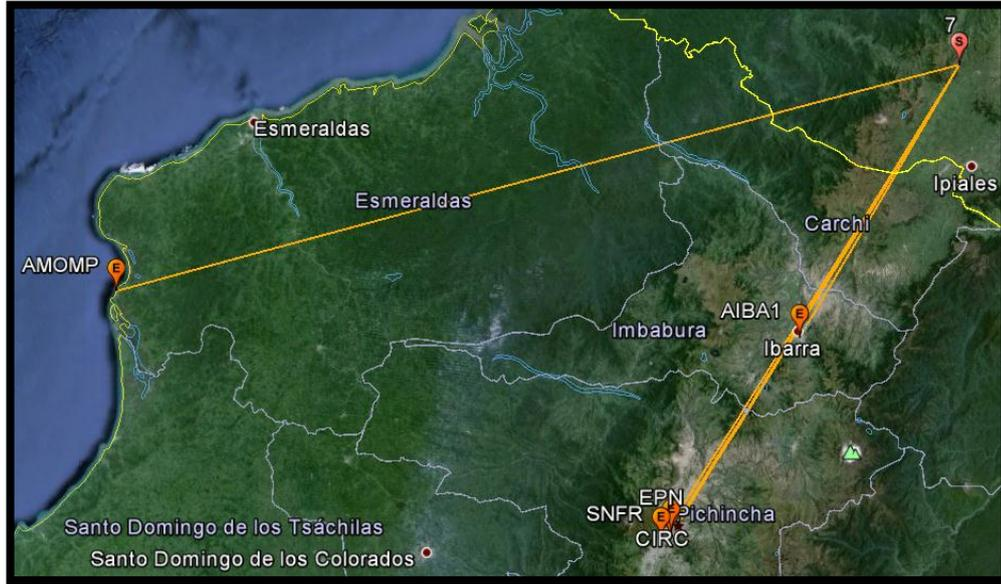 7
S
Esmeraldas
Ipiales
Esmeraldas
Carchi
AMOMP
E
AIBA1
E
Imbabura
Ibarra
EPN
SNFR
E
Pichincha
CIRC
Santo Domingo de los Tsáchilas
Santo Domingo de los Colorados